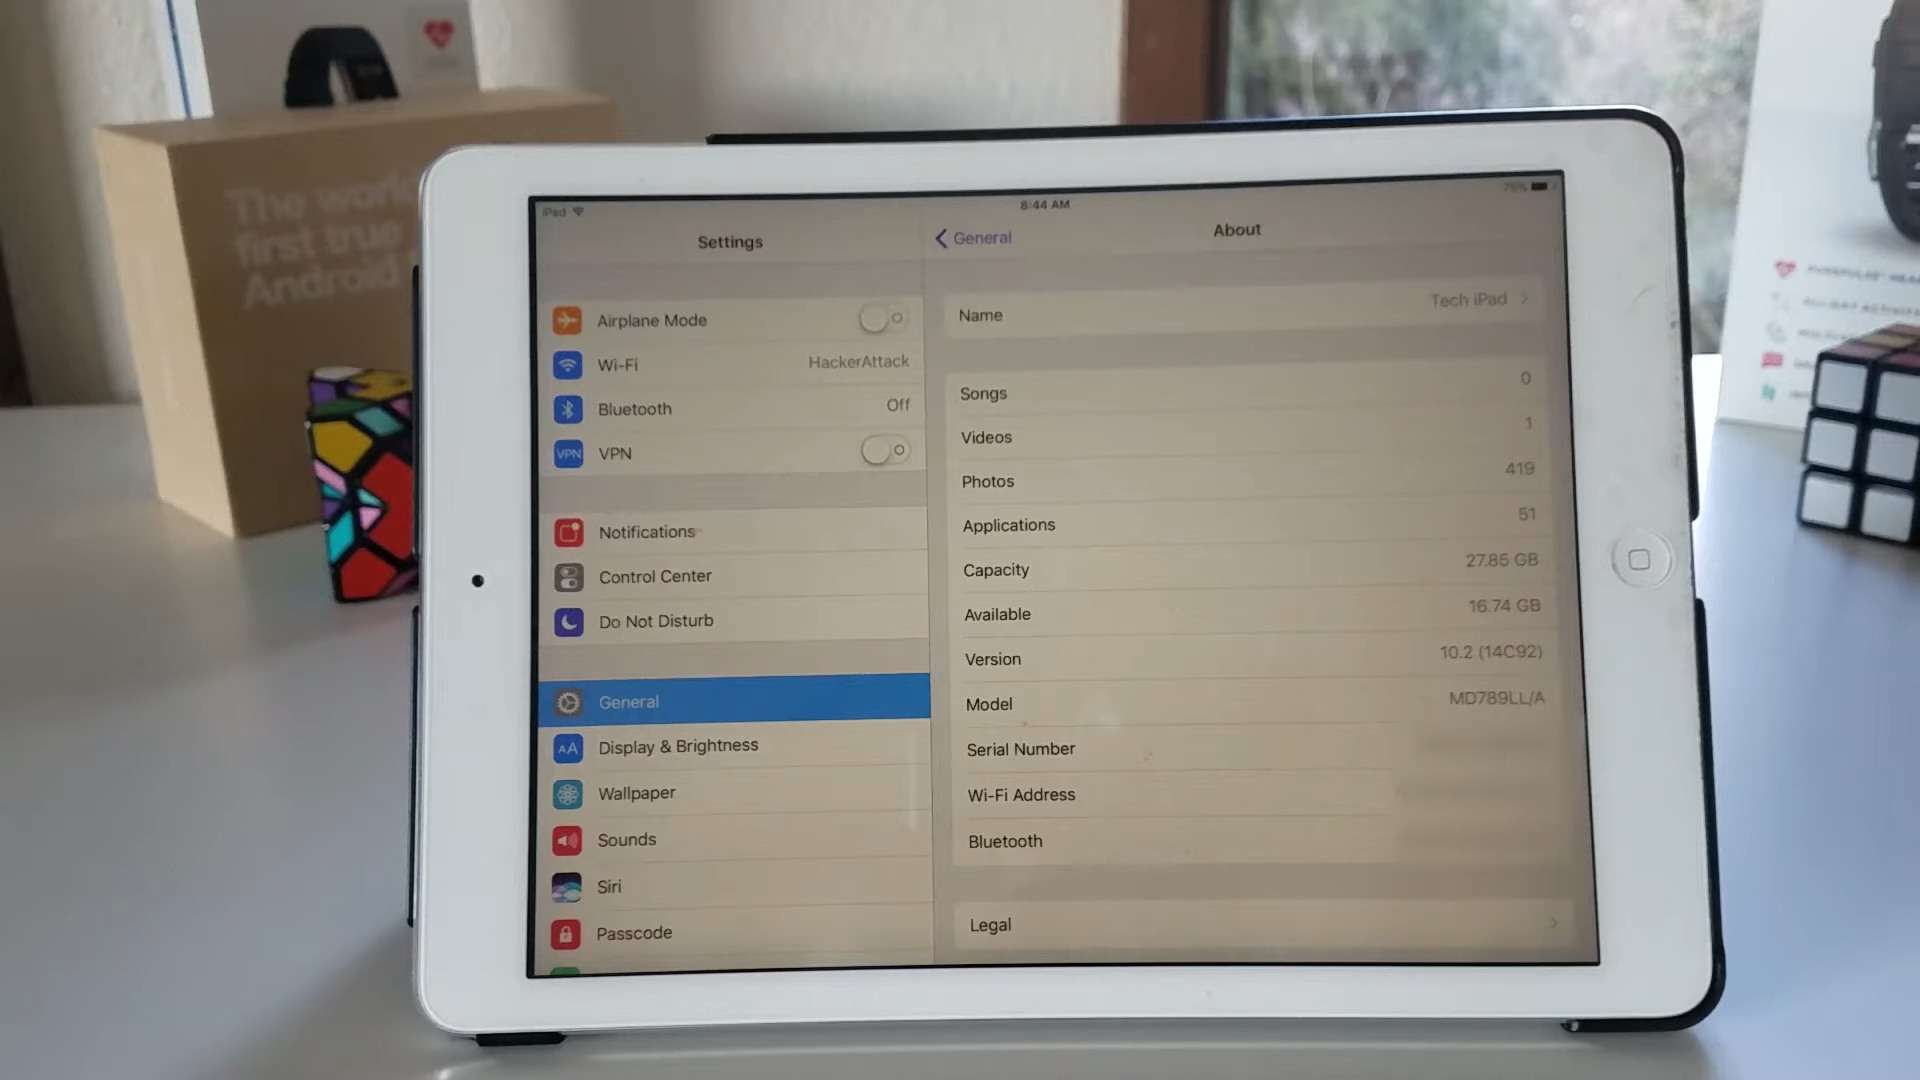 The world
first true
Android
iPad
8:44 AM
76%
Settings
General
About
Airplane Mode
Wi-Fi
HackerAttack
Bluetooth
Off
VPN
VPN
Notifications
Control Center
Do Not Disturb
General
AA
Display & Brightness
Wallpaper
Sounds
Siri
Passcode
Name
Tech iPad
Songs
0
Videos
1
Photos
419
Applications
51
Capacity
27.85 GB
Available
16.74 GB
Version
10.2 (14C92)
Model
MD789LL/A
Serial Number
Wi-Fi Address
Bluetooth
Legal